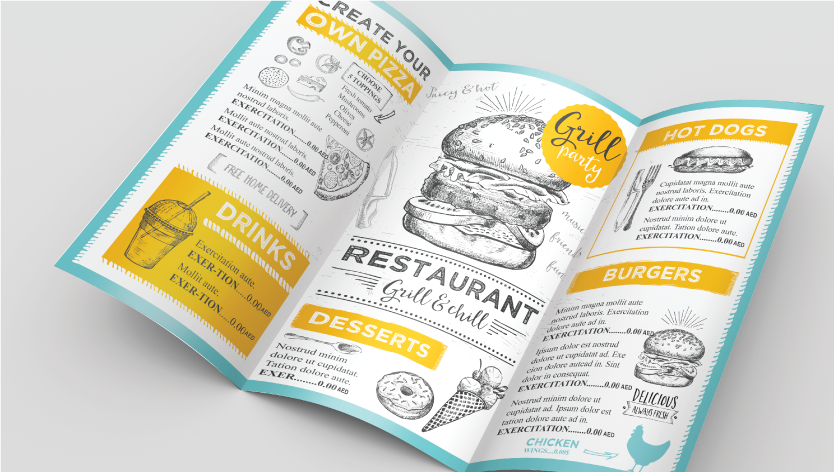 CREATE YOUR
OWN PIZZA
CHOOSE
5 TOPPINGS
Fresh tomato
Mushrooms
Olives
Cheese
Pepperoni
Minim magna mollit aute
nostrud laboris.
EXERCITATION....0.00 AED
Mollit aute nostrud laboris.
EXERCITATION....0.00 AED
Mollit aute nostrud laboris.
EXERCITATION....0.00 AED
FREE HOME DELIVERY
DRINKS
Exercitation aute.
EXER-TION....0.00 AED
Mollit aute.
EXER-TION....0.00 AED
Juicy & hot
Grill
party
music
friends
fun
RESTAURANT
Grill & chill
DESSERTS
Nostrud minim
dolore ut cupidatat.
Tation dolore aute.
EXER........0.00 AED
HOT DOGS
Cupidatat magna mollit aute
nostrud laboris. Exercitation
dolore aute ad in.
EXERCITATION.......0.00 AED
Nostrud minim dolore ut
cupidatat. Tation dolore aute.
EXERCITATION.......0.00 AED
BURGERS
Minim magna mollit aute
nostrud laboris. Exercitation
dolore aute ad in.
EXERCITATION........0.00 AED
Ipsum dolor est nostrud
dolore ut cupidatat ad. Exe
cion dolore autead in. Sint
dolor in consequat.
EXERCITATION........0.00 AED
DELICIOUS
ALWAYS FRESH
Nostrud minim dolore ut
cupidatat ad. Ipsum dolor est
tation dolore aute.
EXERCITATION........0.00 AED
CHICKEN
WINGS....0.00$